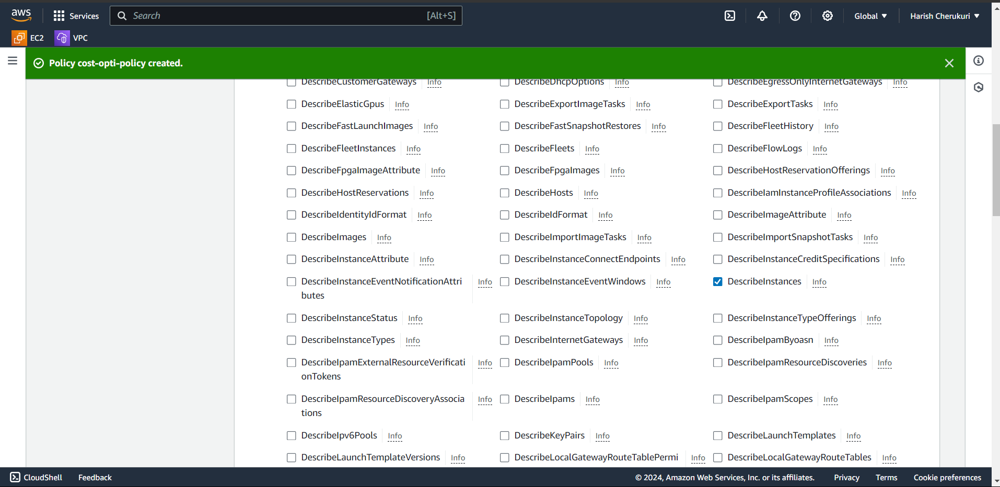 aws
Services
Search
[Alt+S]
Global
Harish Cherukuri
EC2
VPC
Policy cost-opti-policy created.
DescribeCustomerGateways Info
DescribeDhcpOptions Info
DescribeEgressOnlyInternetGateways Info
DescribeElasticGpus Info
DescribeExportImageTasks Info
DescribeExportTasks Info
DescribeFastLaunchImages Info
DescribeFastSnapshotRestores Info
DescribeFleetHistory Info
DescribeFleetInstances Info
DescribeFleets Info
DescribeFlowLogs Info
DescribeFpgaImageAttribute Info
DescribeFpgaImages Info
DescribeHostReservationOfferings Info
DescribeHostReservations Info
DescribeHosts Info
DescribeIamInstanceProfileAssociations Info
DescribeIdentityIdFormat Info
DescribeIdFormat Info
DescribeImageAttribute Info
DescribeImages Info
DescribeImportImageTasks Info
DescribeImportSnapshotTasks Info
DescribeInstanceAttribute Info
DescribeInstanceConnectEndpoints Info
DescribeInstanceCreditSpecifications Info
DescribeInstanceEventNotificationAttri Info
butes
DescribeInstanceEventWindows Info
DescribeInstances Info
DescribeInstanceStatus Info
DescribeInstanceTopology Info
DescribeInstanceTypeOfferings Info
DescribeInstanceTypes Info
DescribeInternetGateways Info
DescribeIpamByoasn Info
DescribeIpamExternalResourceVerificati Info
onTokens
DescribeIpamPools Info
DescribeIpamResourceDiscoveries Info
DescribeIpamResourceDiscoveryAssocia Info
tions
DescribeIpams Info
DescribeIpamScopes Info
DescribeIpv6Pools Info
DescribeKeyPairs Info
DescribeLaunchTemplates Info
DescribeLaunchTemplateVersions Info
DescribeLocalGatewayRouteTablePermi Info
DescribeLocalGatewayRouteTables Info
CloudShell
Feedback
© 2024, Amazon Web Services, Inc. or its affiliates.
Privacy
Terms
Cookie preferences